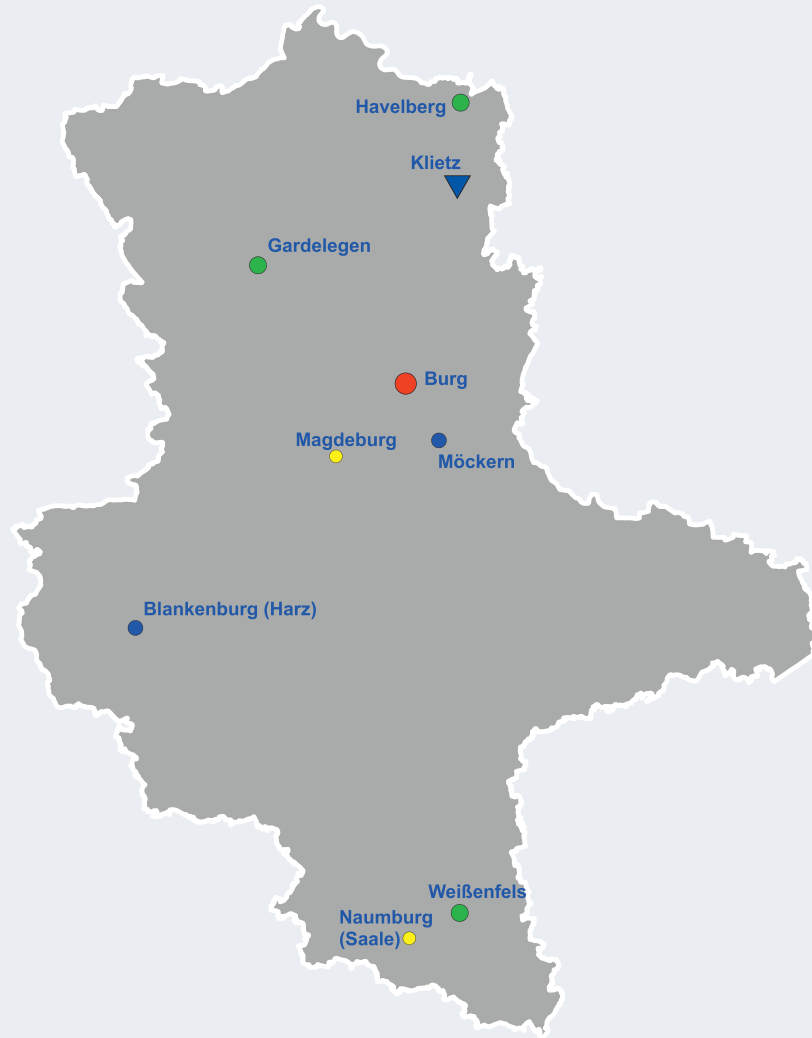 Havelberg
Klietz
Gardelegen
Burg
Magdeburg
Möckern
Blankenburg (Harz)
Weißenfels
Naumburg
(Saale)